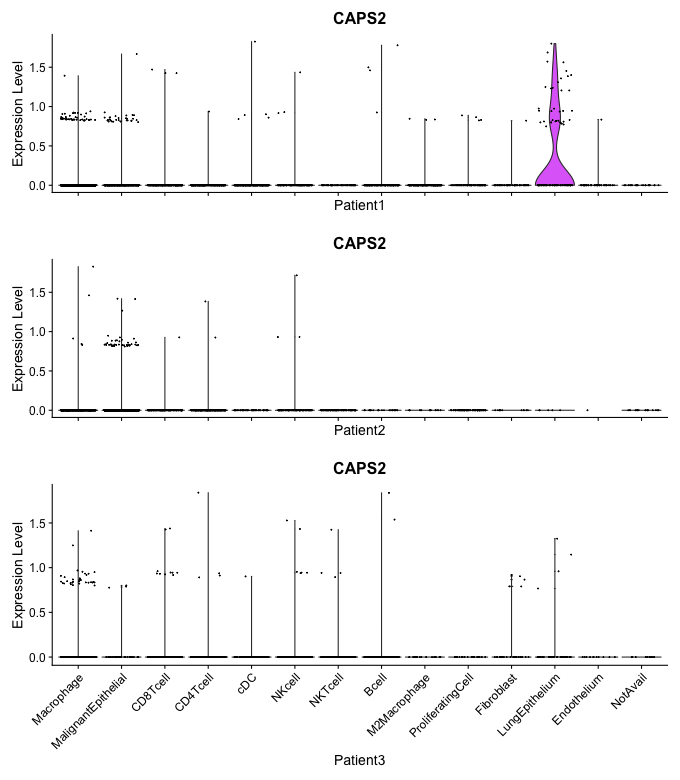 CAPS2
Expression Level
1.5
1.0
0.5
0.0
Patient1
CAPS2
Expression Level
1.5
1.0
0.5
0.0
Patient2
CAPS2
Expression Level
1.5
1.0
0.5
0.0
Macrophage
MalignantEpithelial
CD8Tcell
CD4Tcell
cDC
NKcell
NKTcell
Bcell
M2Macrophage
ProliferatingCell
Fibroblast
LungEpithelium
Endothelium
NotAvail
Patient3